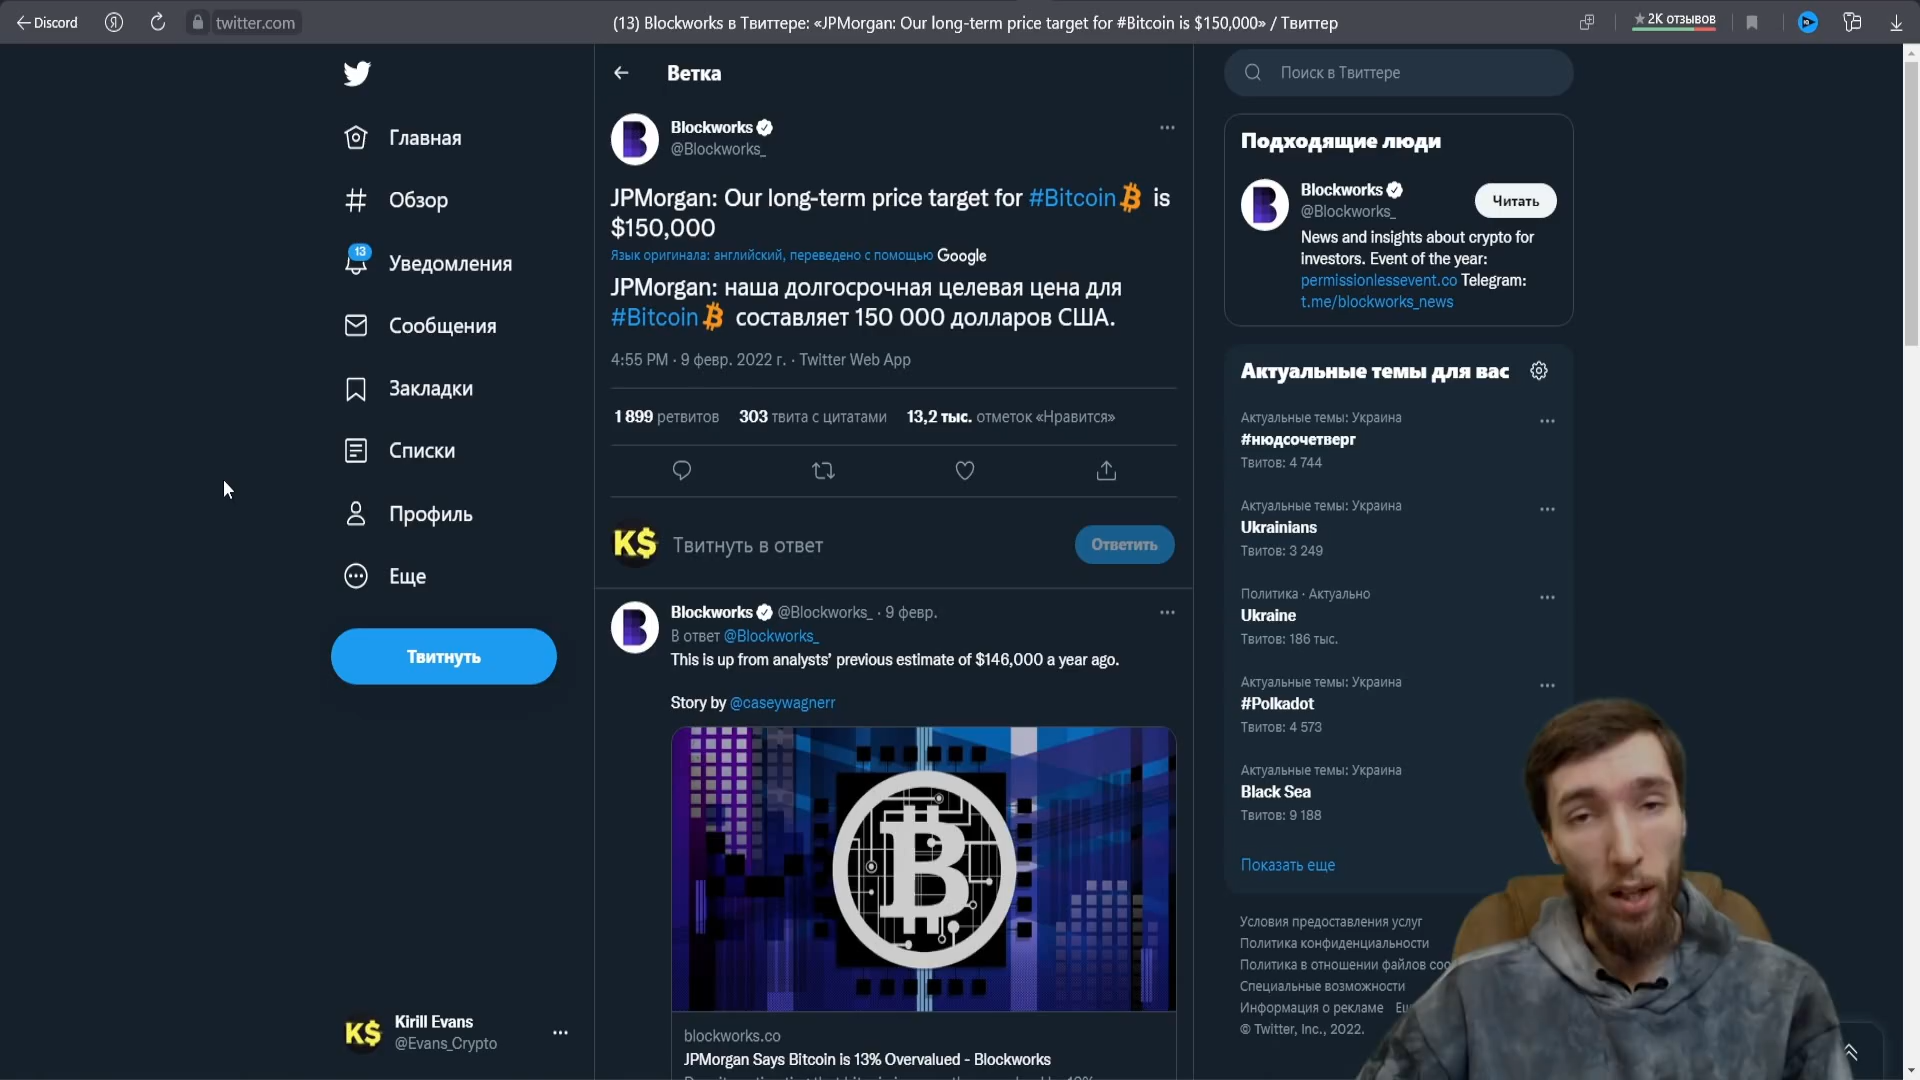 Discord
twitter.com
(13) Blockworks в Твиттере: «JPMorgan: Our long-term price target for #Bitcoin is $150,000» / Твиттер
2K отзывов
Главная
Обзор
13
Уведомления
Сообщения
Закладки
Списки
Профиль
Еще
Твитнуть
K$
Kirill Evans
@Evans_Crypto
Ветка
Blockworks
@Blockworks_
JPMorgan: Our long-term price target for #Bitcoin is
$150,000
Язык оригинала: английский, переведено с помощью Google
JPMorgan: наша долгосрочная целевая цена для
#Bitcoin составляет 150 000 долларов США.
4:55 PM · 9 февр. 2022 г. · Twitter Web App
1 899 ретвитов 303 твита с цитатами 13,2 тыс. отметок «Нравится»
K$
Твитнуть в ответ
Ответить
Blockworks @Blockworks_ · 9 февр.
В ответ @Blockworks_
This is up from analysts’ previous estimate of $146,000 a year ago.
Story by @caseywagnerr
blockworks.co
JPMorgan Says Bitcoin is 13% Overvalued - Blockworks
Поиск в Твиттере
Подходящие люди
Blockworks
@Blockworks_
Читать
News and insights about crypto for
investors. Event of the year:
permissionlessevent.co Telegram:
t.me/blockworks_news
Актуальные темы для вас
Актуальные темы: Украина
#нюдсочетверг
Твитов: 4 744
Актуальные темы: Украина
Ukrainians
Твитов: 3 249
Политика · Актуально
Ukraine
Твитов: 186 тыс.
Актуальные темы: Украина
#Polkadot
Твитов: 4 573
Актуальные темы: Украина
Black Sea
Твитов: 9 188
Показать еще
Условия предоставления услуг
Политика конфиденциальности
Политика в отношении файлов coo
Специальные возможности
Информация о рекламе
© Twitter, Inc., 2022.